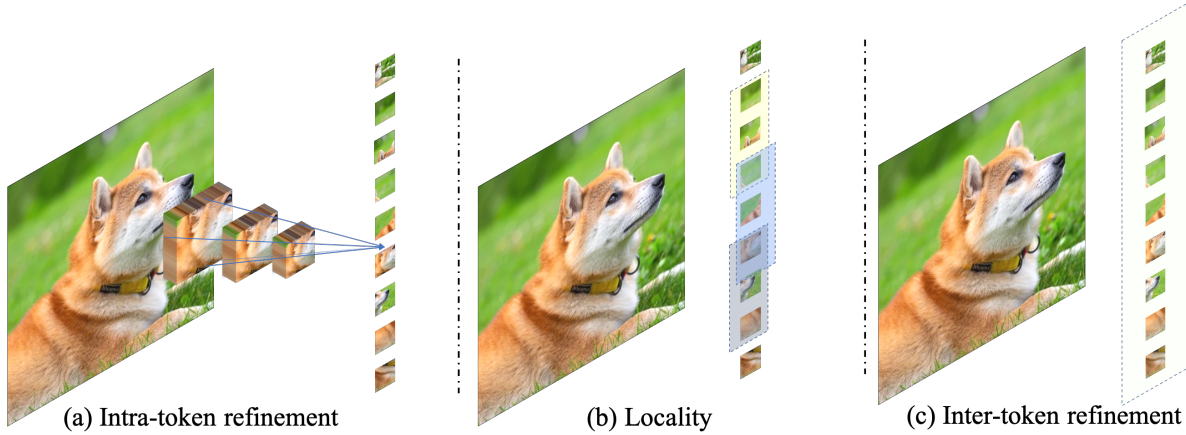 (a) Intra-token refinement
(b) Locality
(c) Inter-token refinement